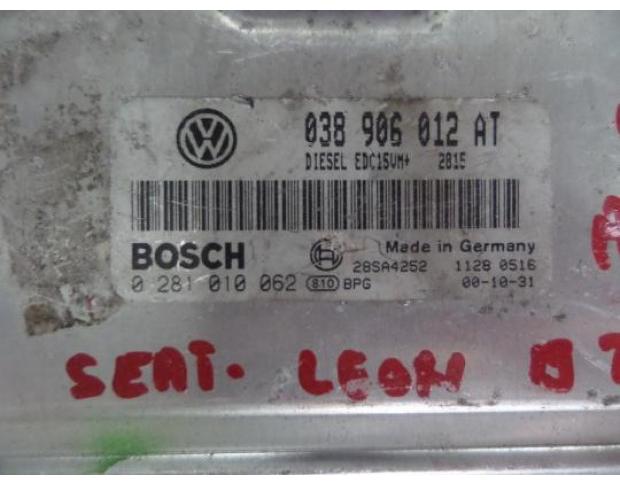 038 906 012 AT
DIESEL EDC15VM+ 2815
BOSCH
Made in Germany
28SA4252 1128 0516
0 281 010 062 810 BPG 00-10-31
SEAT. LEON